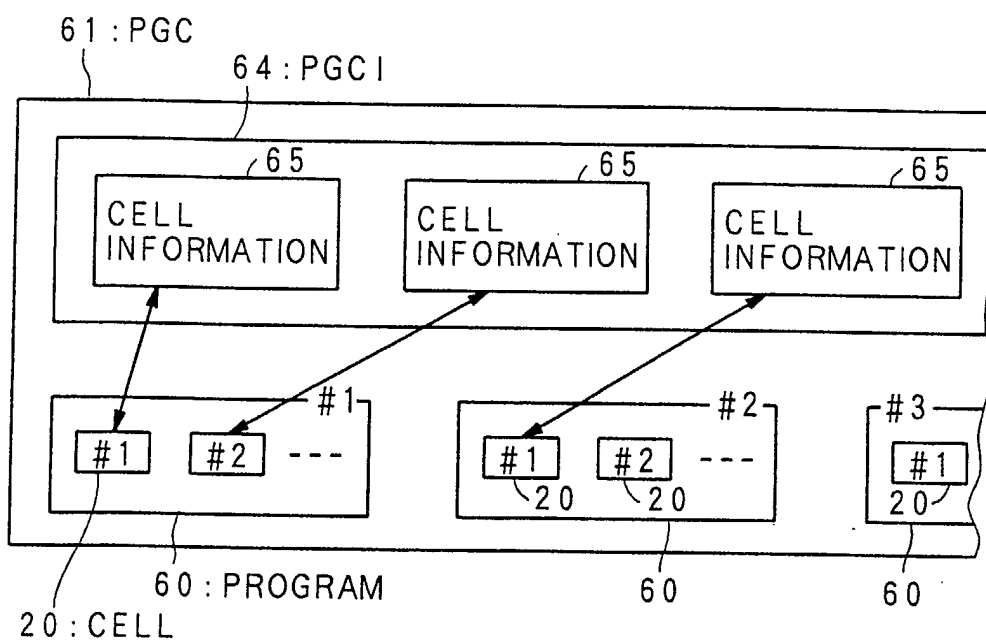 61:PGC
64:PGCI
65 65 65
CELL INFORMATION
CELL INFORMATION
CELL INFORMATION
#1 #2 #3
#1 #2 --- #1 #2 --- #1
20 20 20
60:PROGRAM 60 60
20:CELL